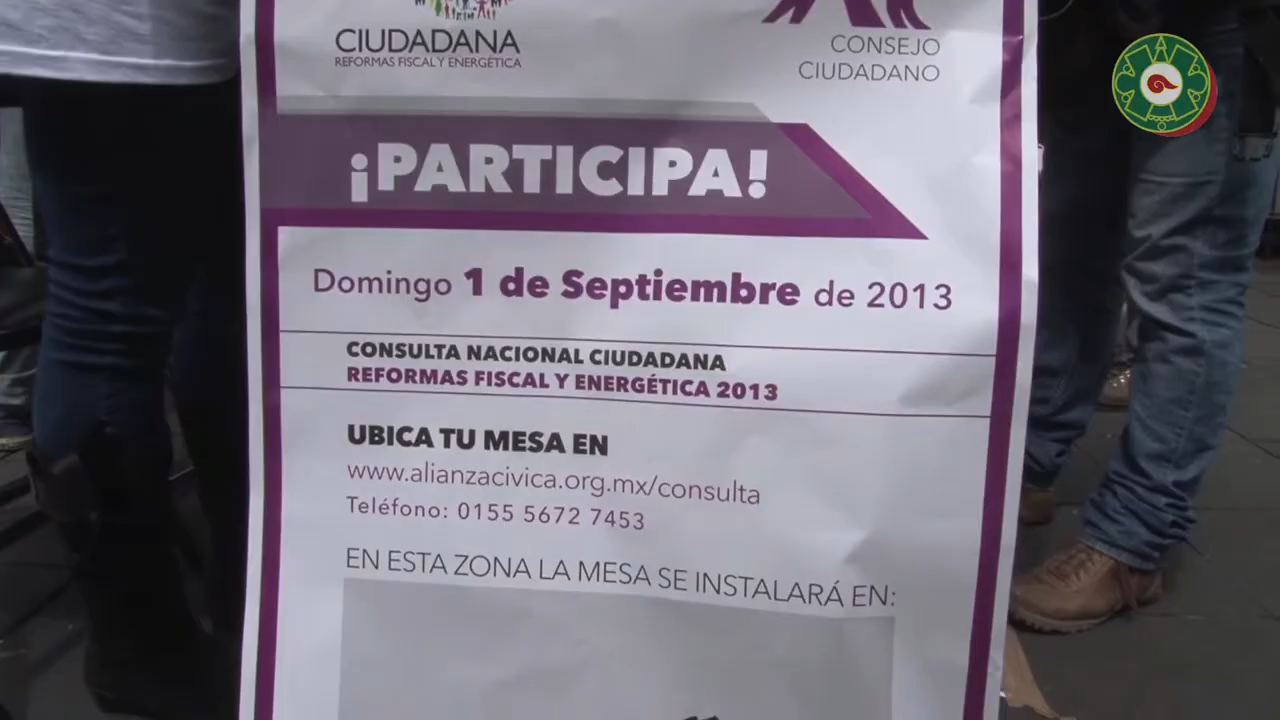 CIUDADANA
REFORMAS FISCAL Y ENERGÉTICA
CONSEJO
CIUDADANO
¡PARTICIPA!
Domingo 1 de Septiembre de 2013
CONSULTA NACIONAL CIUDADANA
REFORMAS FISCAL Y ENERGÉTICA 2013
UBICA TU MESA EN
www.alianzacivica.org.mx/consulta
Teléfono: 0155 5672 7453
EN ESTA ZONA LA MESA SE INSTALARÁ EN: